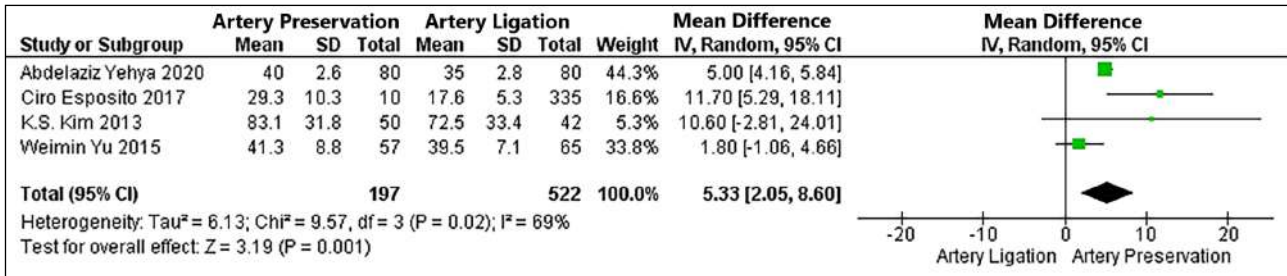 Artery Preservation Artery Ligation Mean Difference Mean Difference
Study or Subgroup Mean SD Total Mean SD Total Weight IV, Random, 95% CI IV, Random, 95% CI
Abdelaziz Yehya 2020 40 2.6 80 35 2.8 80 44.3% 5.00 [4.16, 5.84]
Ciro Esposito 2017 29.3 10.3 10 17.6 5.3 335 16.6% 11.70 [5.29, 18.11]
K.S. Kim 2013 83.1 31.8 50 72.5 33.4 42 5.3% 10.60 [-2.81, 24.01]
Weimin Yu 2015 41.3 8.8 57 39.5 7.1 65 33.8% 1.80 [-1.06, 4.66]
Total (95% CI) 197 522 100.0% 5.33 [2.05, 8.60]
Heterogeneity: Tau² = 6.13; Chi² = 9.57, df = 3 (P = 0.02); I² = 69%
Test for overall effect: Z = 3.19 (P = 0.001)
-20 -10 0 10 20
Artery Ligation Artery Preservation